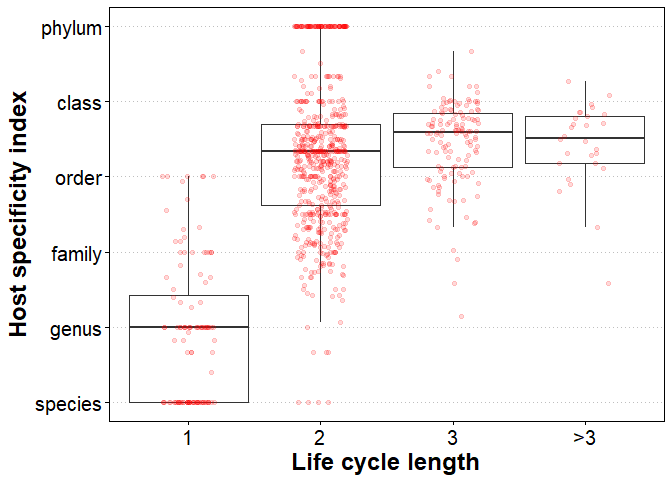 Host specificity index
phylum
class
order
family
genus
species
1 2 3 >3
Life cycle length